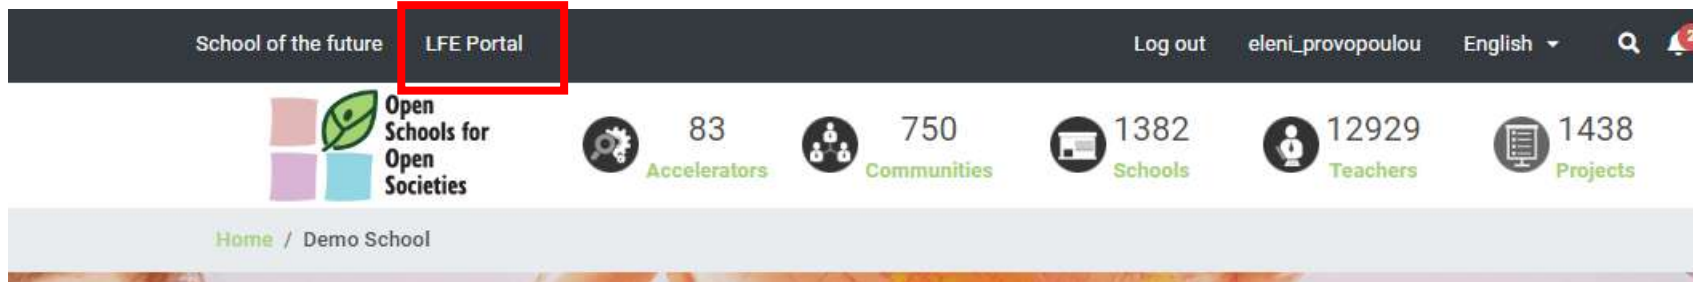 School of the future LFE Portal Log out eleni_provopoulou English
Open
Schools for
Open
Societies
83
Accelerators
750
Communities
1382
Schools
12929
Teachers
1438
Projects
Home / Demo School